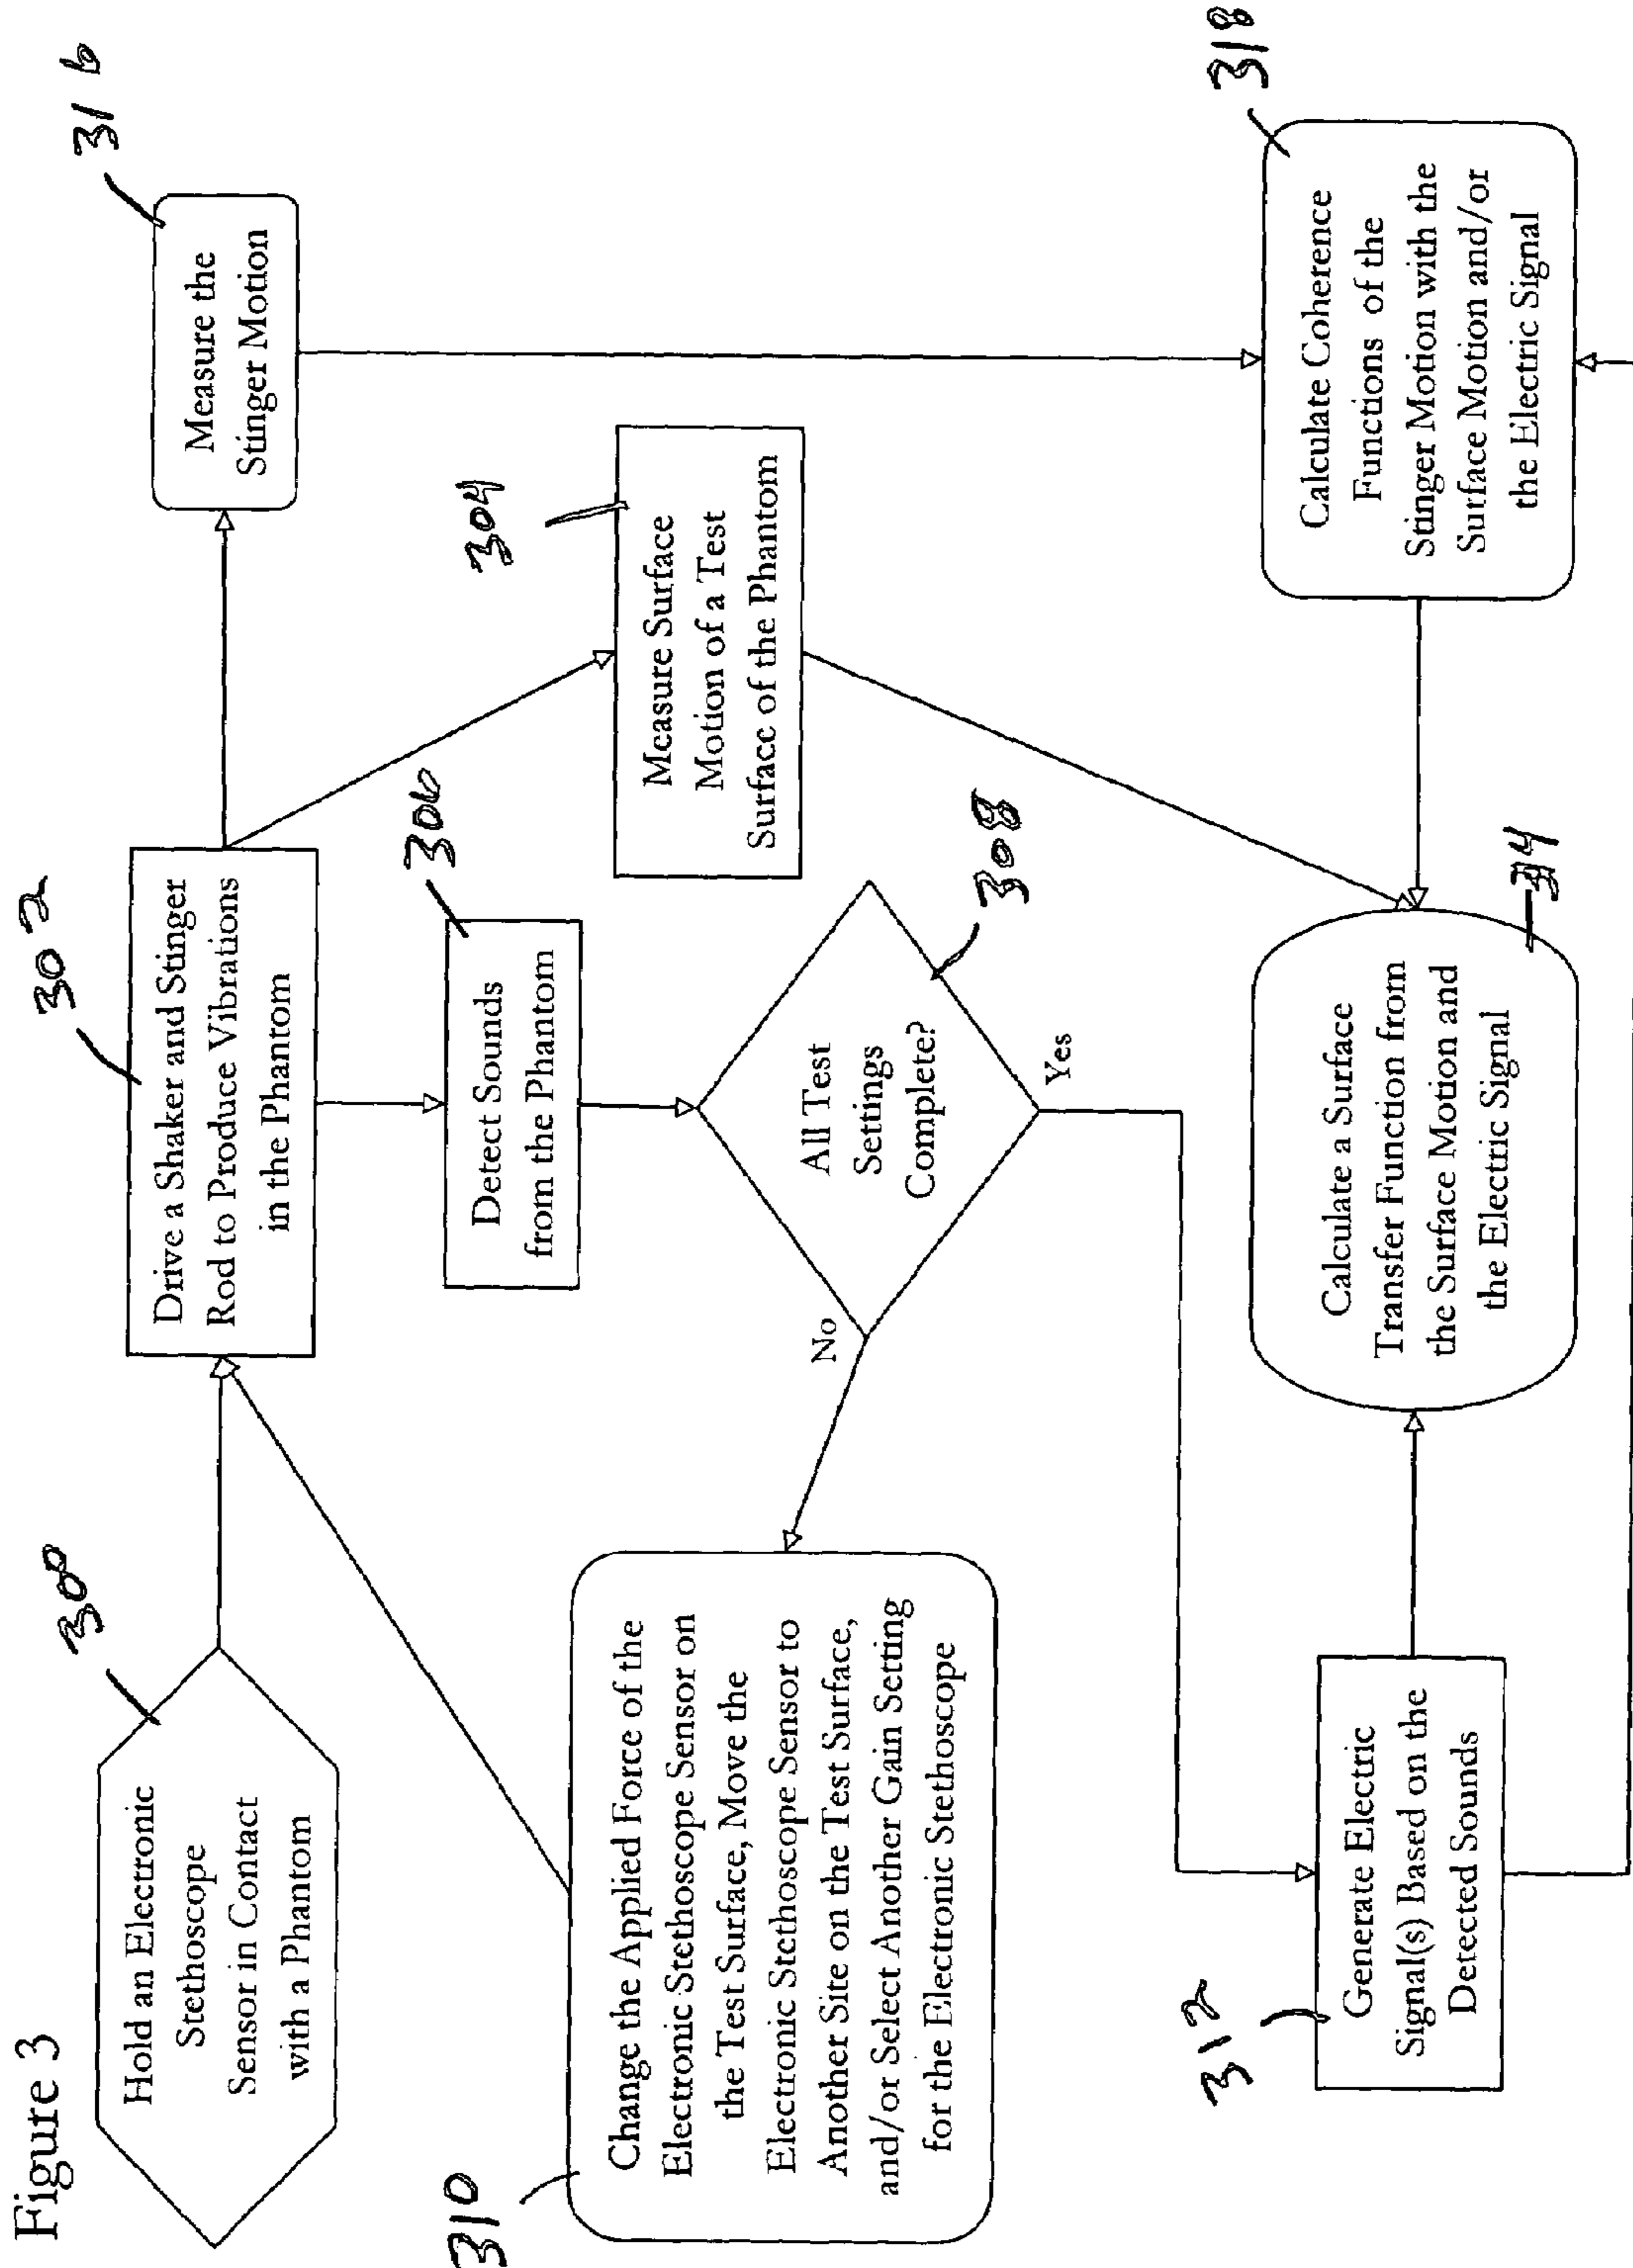 Figure 3
300
Hold an Electronic
Stethoscope
Sensor in Contact
with a Phantom
302
Drive a Shaker and Stinger
Rod to Produce Vibrations
in the Phantom
316
Measure the
Stinger Motion
304
Measure Surface
Motion of a Test
Surface of the Phantom
306
Detect Sounds
from the Phantom
308
All Test
Settings
Complete?
No
Yes
310
Change the Applied Force of the
Electronic Stethoscope Sensor on
the Test Surface, Move the
Electronic Stethoscope Sensor to
Another Site on the Test Surface,
and/or Select Another Gain Setting
for the Electronic Stethoscope
312
Generate Electric
Signal(s) Based on the
Detected Sounds
314
Calculate a Surface
Transfer Function from
the Surface Motion and
the Electric Signal
318
Calculate Coherence
Functions of the
Stinger Motion with the
Surface Motion and/or
the Electric Signal